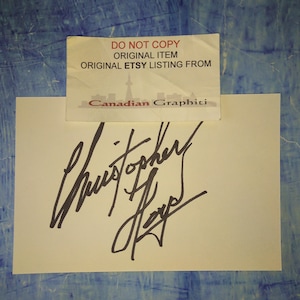 DO NOT COPY
ORIGINAL ITEM
ORIGINAL ETSY LISTING FROM
Canadian Graphiti
Christopher